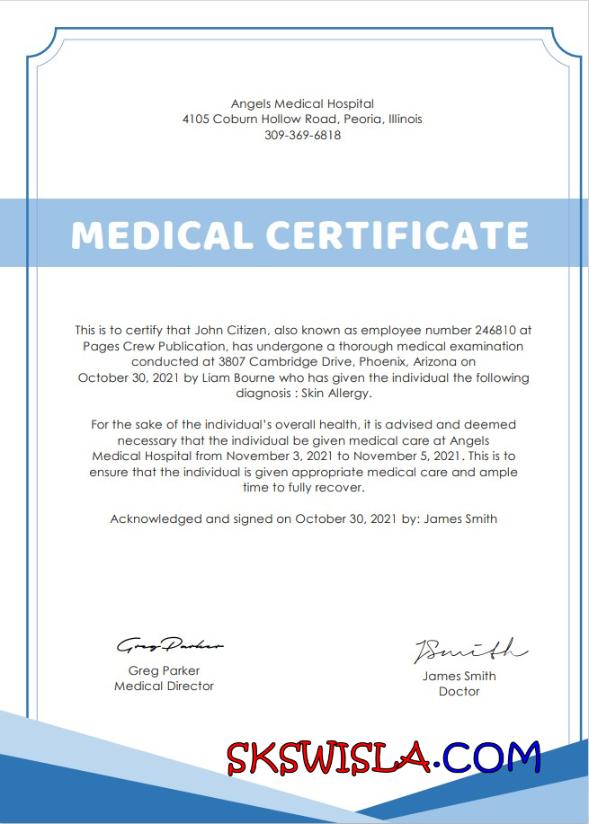 Angels Medical Hospital
4105 Coburn Hollow Road, Peoria, Illinois
309-369-6818
MEDICAL CERTIFICATE
This is to certify that John Citizen, also known as employee number 246810 at
Pages Crew Publication, has undergone a thorough medical examination
conducted at 3807 Cambridge Drive, Phoenix, Arizona on
October 30, 2021 by Liam Bourne who has given the individual the following
diagnosis : Skin Allergy.
For the sake of the individual's overall health, it is advised and deemed
necessary that the individual be given medical care at Angels
Medical Hospital from November 3, 2021 to November 5, 2021. This is to
ensure that the individual is given appropriate medical care and ample
time to fully recover.
Acknowledged and signed on October 30, 2021 by: James Smith
Greg Parker
Greg Parker
Medical Director
JSmith
James Smith
Doctor
SKSWISLA.COM